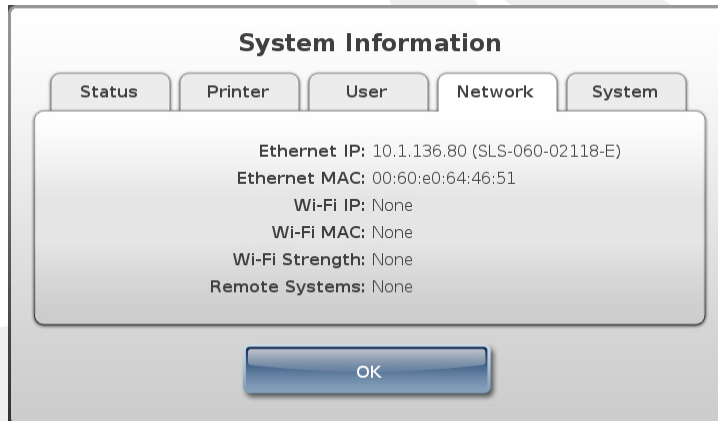 System Information
Status Printer User Network System
Ethernet IP: 10.1.136.80 (SLS-060-02118-E)
Ethernet MAC: 00:60:e0:64:46:51
Wi-Fi IP: None
Wi-Fi MAC: None
Wi-Fi Strength: None
Remote Systems: None
OK